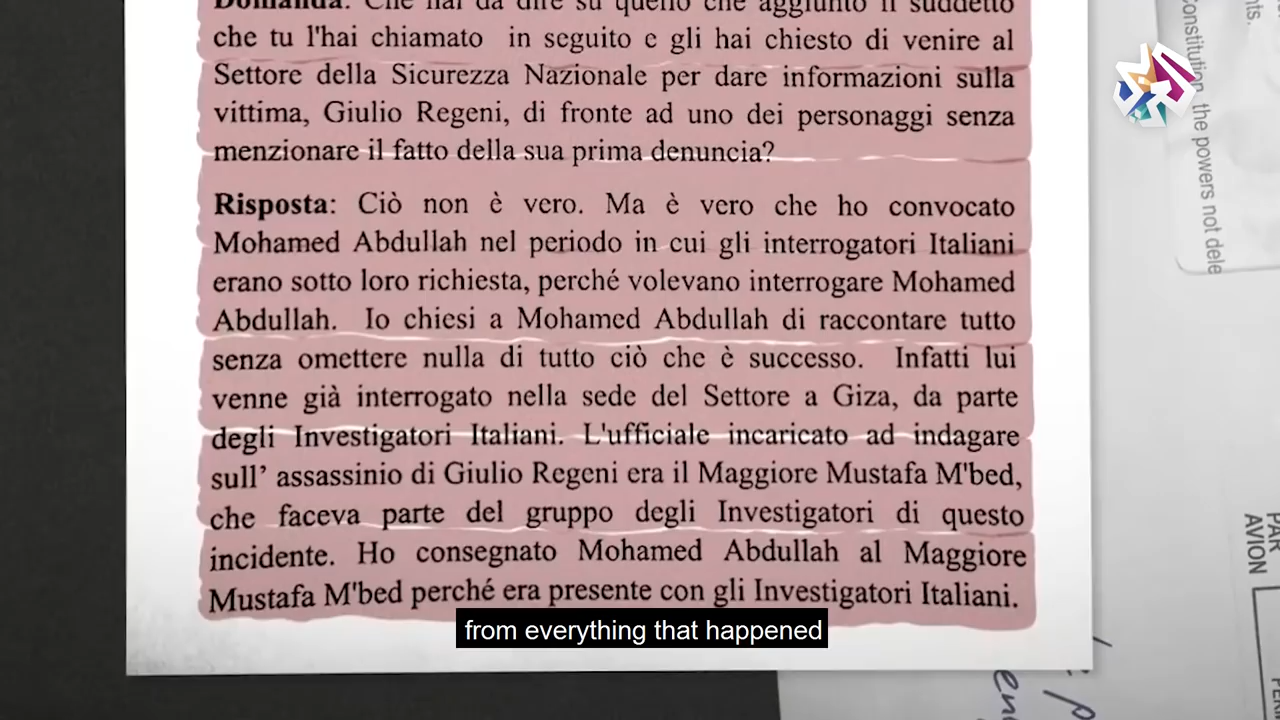 Domanda: Che hai da dire su quello che aggiunto il suddetto
che tu l'hai chiamato in seguito e gli hai chiesto di venire al
Settore della Sicurezza Nazionale per dare informazioni sulla
vittima, Giulio Regeni, di fronte ad uno dei personaggi senza
menzionare il fatto della sua prima denuncia?
Risposta: Ciò non è vero. Ma è vero che ho convocato
Mohamed Abdullah nel periodo in cui gli interrogatori Italiani
erano sotto loro richiesta, perché volevano interrogare Mohamed
Abdullah. Io chiesi a Mohamed Abdullah di raccontare tutto
senza omettere nulla di tutto ciò che è successo. Infatti lui
venne già interrogato nella sede del Settore a Giza, da parte
degli Investigatori Italiani. L'ufficiale incaricato ad indagare
sull’ assassinio di Giulio Regeni era il Maggiore Mustafa M'bed,
che faceva parte del gruppo degli Investigatori di questo
incidente. Ho consegnato Mohamed Abdullah al Maggiore
Mustafa M'bed perché era presente con gli Investigatori Italiani.
from everything that happened
nts.
onstitution, the powers not dele
PAR
AVION